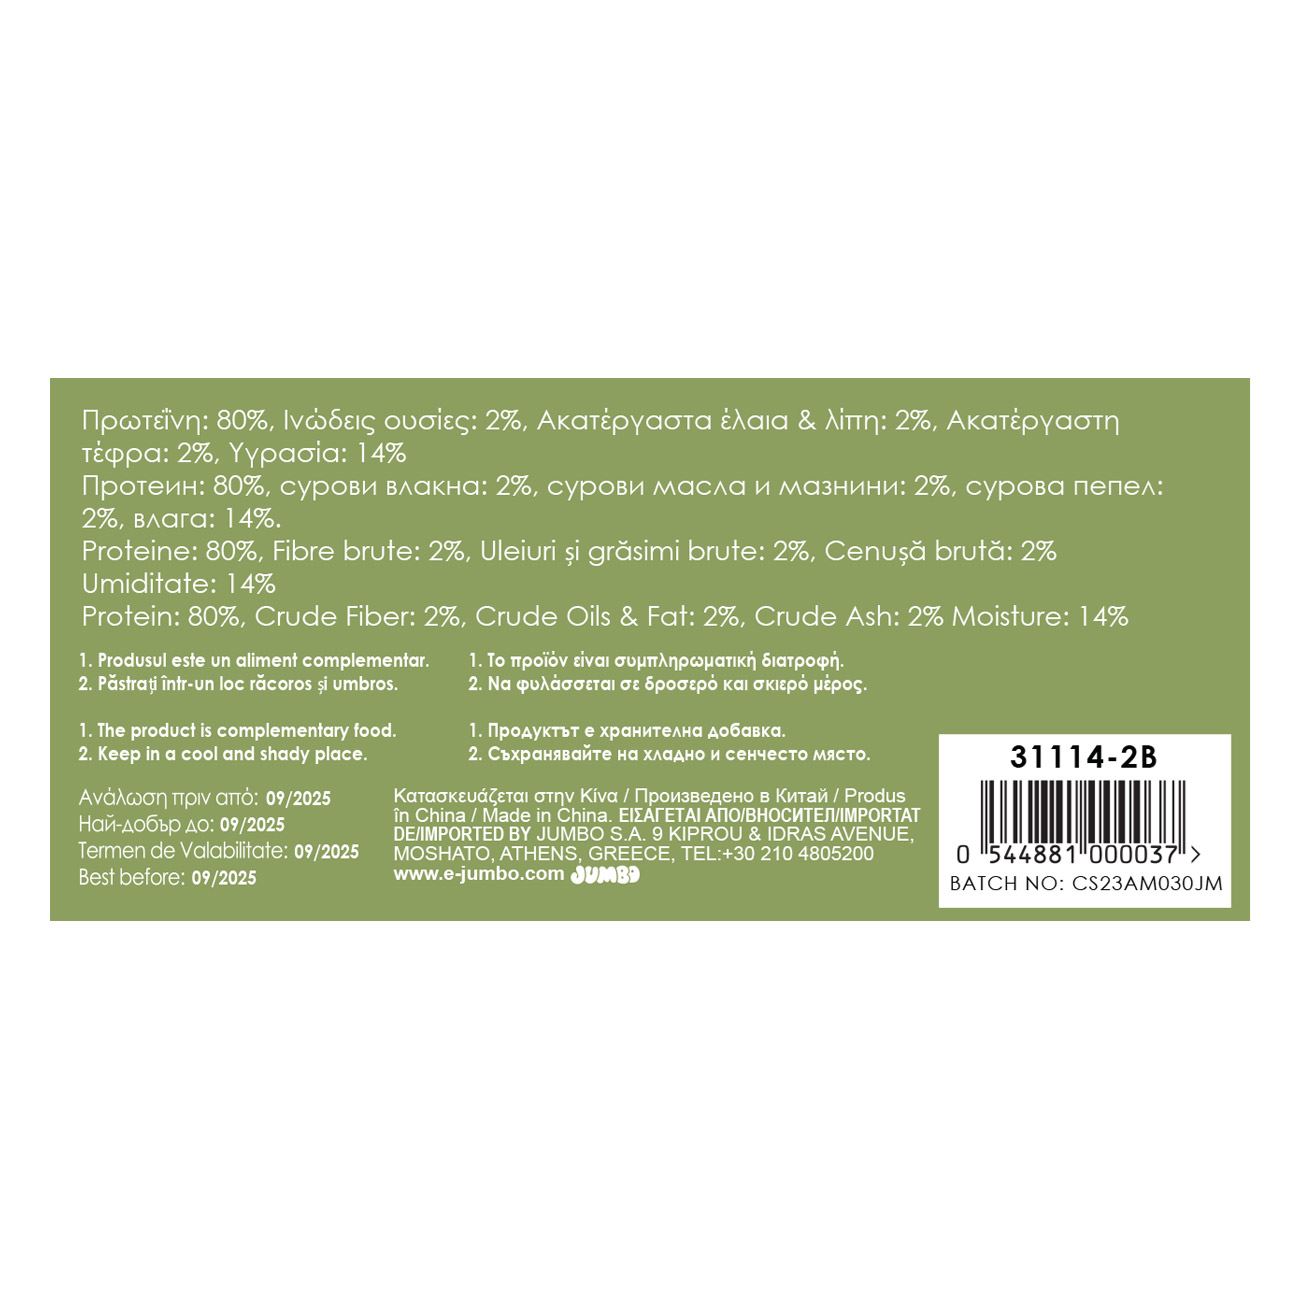 Πρωτεΐνη: 80%, Ινώδεις ουσίες: 2%, Ακατέργαστα έλαια & λίπη: 2%, Ακατέργαστη
τέφρα: 2%, Υγρασία: 14%
Протеин: 80%, сурови влакна: 2%, сурови масла и мазнини: 2%, сурова пепел:
2%, влага: 14%.
Proteine: 80%, Fibre brute: 2%, Uleiuri și grăsimi brute: 2%, Cenușă brută: 2%
Umiditate: 14%
Protein: 80%, Crude Fiber: 2%, Crude Oils & Fat: 2%, Crude Ash: 2% Moisture: 14%
1. Produsul este un aliment complementar.
2. Păstrați într-un loc răcoros și umbros.
1. Το προϊόν είναι συμπληρωματική διατροφή.
2. Να φυλάσσεται σε δροσερό και σκιερό μέρος.
1. The product is complementary food.
2. Keep in a cool and shady place.
1. Продуктът е хранителна добавка.
2. Съхранявайте на хладно и сенчесто място.
Ανάλωση πριν από: 09/2025
Най-добър до: 09/2025
Termen de Valabilitate: 09/2025
Best before: 09/2025
Κατασκευάζεται στην Κίνα / Произведено в Китай / Produs
în China / Made in China. ΕΙΣΑΓΕΤΑΙ ΑΠΟ/ВНОСИТЕЛ/IMPORTAT
DE/IMPORTED BY JUMBO S.A. 9 KIPROU & IDRAS AVENUE,
MOSHATO, ATHENS, GREECE, TEL:+30 210 4805200
www.e-jumbo.com JUMBO
31114-2B
0 544881 000037 >
BATCH NO: CS23AM030JM